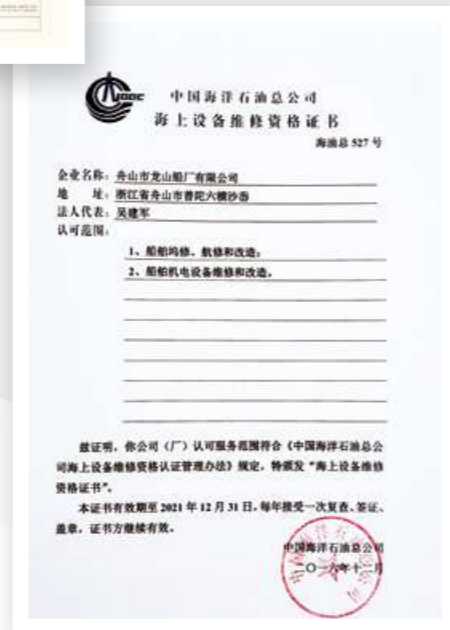 中国海洋石油总公司
海上设备维修资格证书
海油总 527 号
企业名称：舟山市龙山船厂有限公司
地 址：浙江省舟山市普陀六横沙岙
法人代表：吴建军
认可范围：
1、船舶坞修、航修和改造；
2、船舶机电设备维修和改造。
兹证明，你公司（厂）认可服务范围符合《中国海洋石油总公
司海上设备维修资格认证管理办法》规定，特颁发“海上设备维修
资格证书”。
本证书有效期至 2021 年 12 月 31 日，每年接受一次复查、签证、
盖章，证书方继续有效。
中国海洋石油总公司
二〇一六年十二月